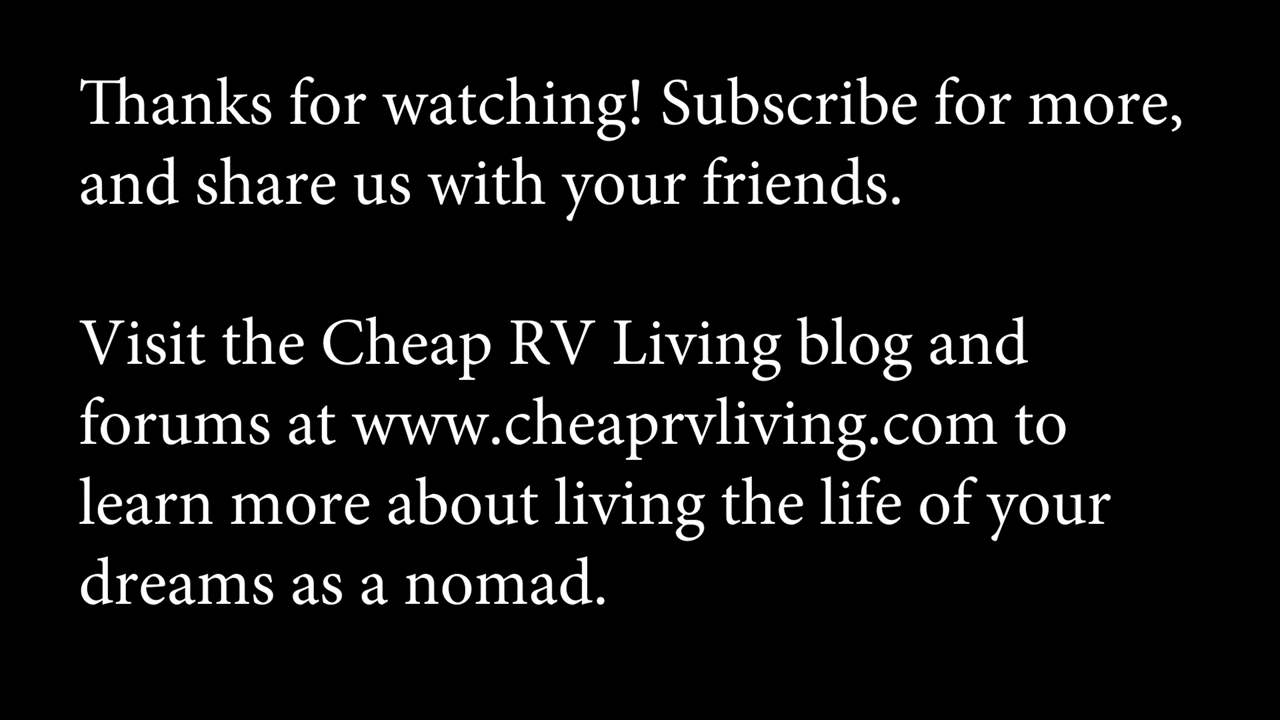 Thanks for watching! Subscribe for more,
and share us with your friends.
Visit the Cheap RV Living blog and
forums at www.cheaprvliving.com to
learn more about living the life of your
dreams as a nomad.